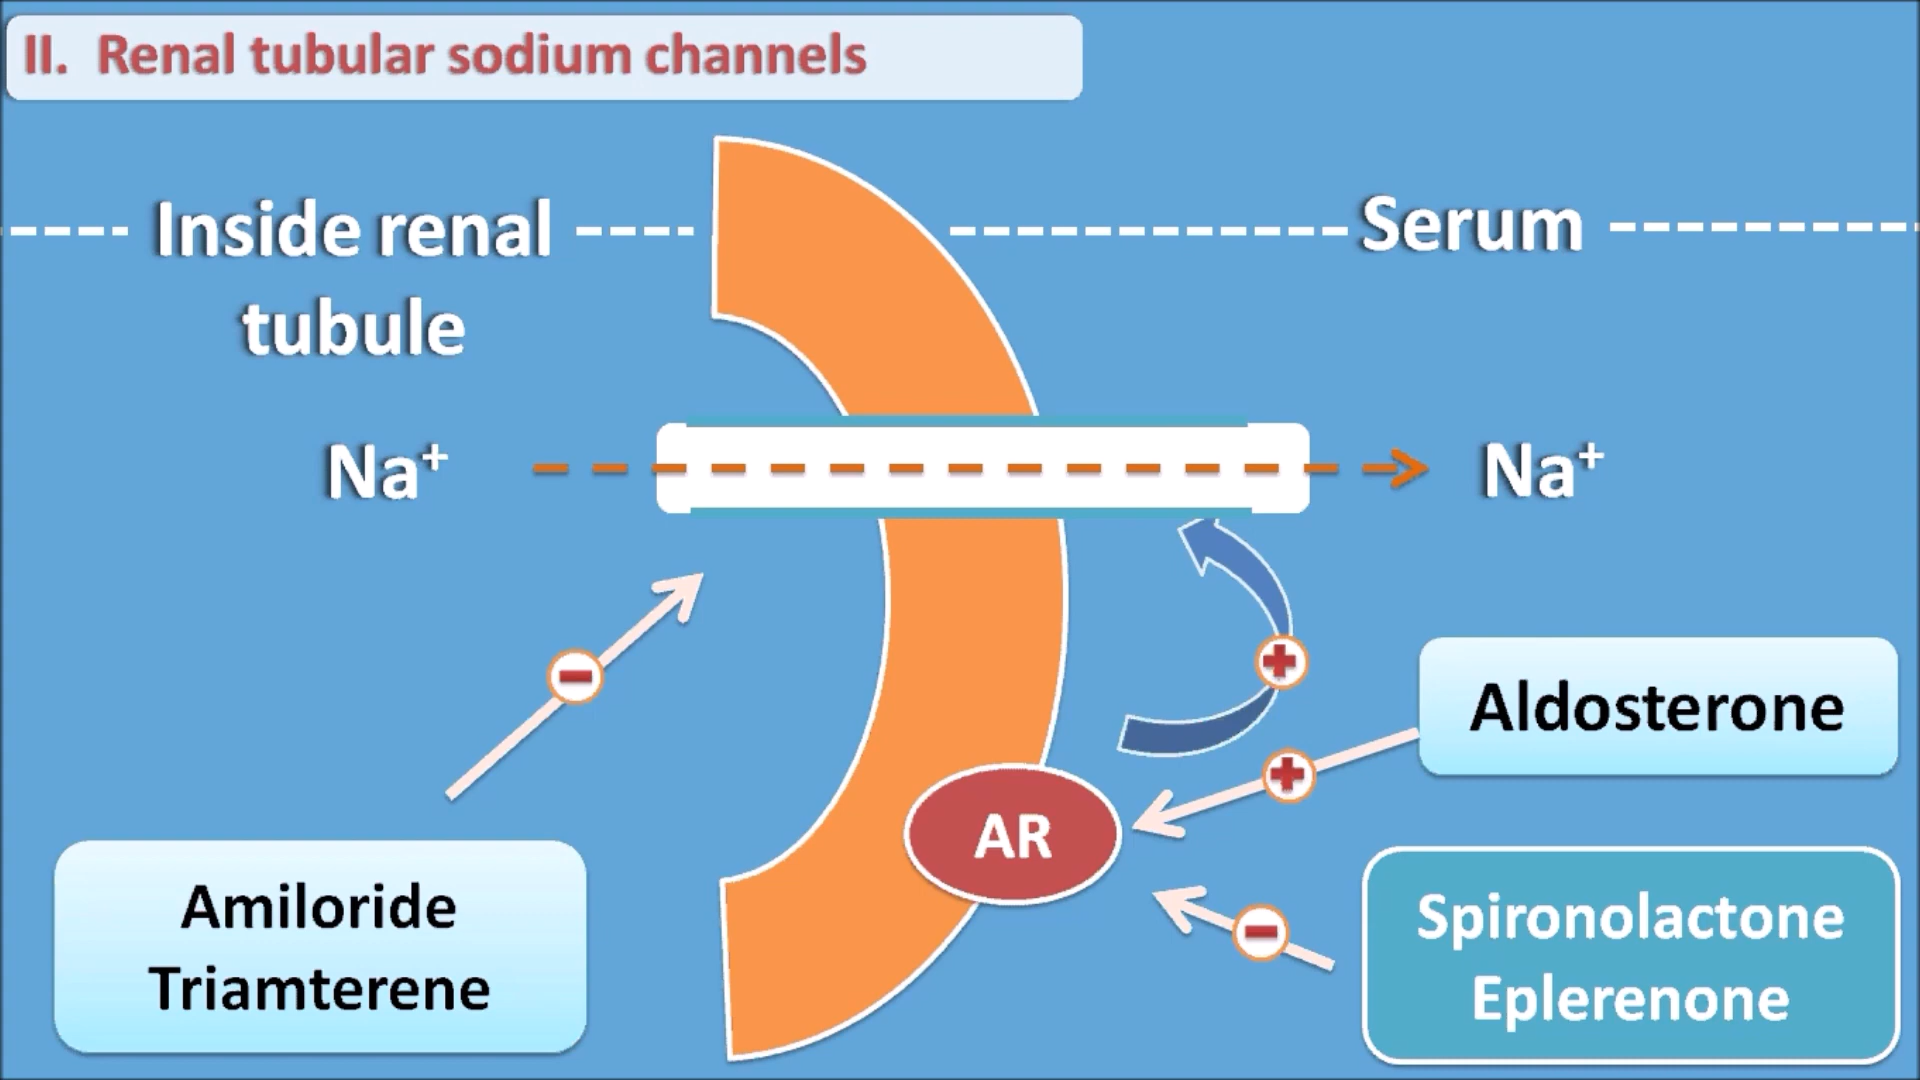 II. Renal tubular sodium channels
Inside renal
tubule
Serum
Na⁺
Na⁺
Aldosterone
AR
Amiloride
Triamterene
Spironolactone
Eplerenone